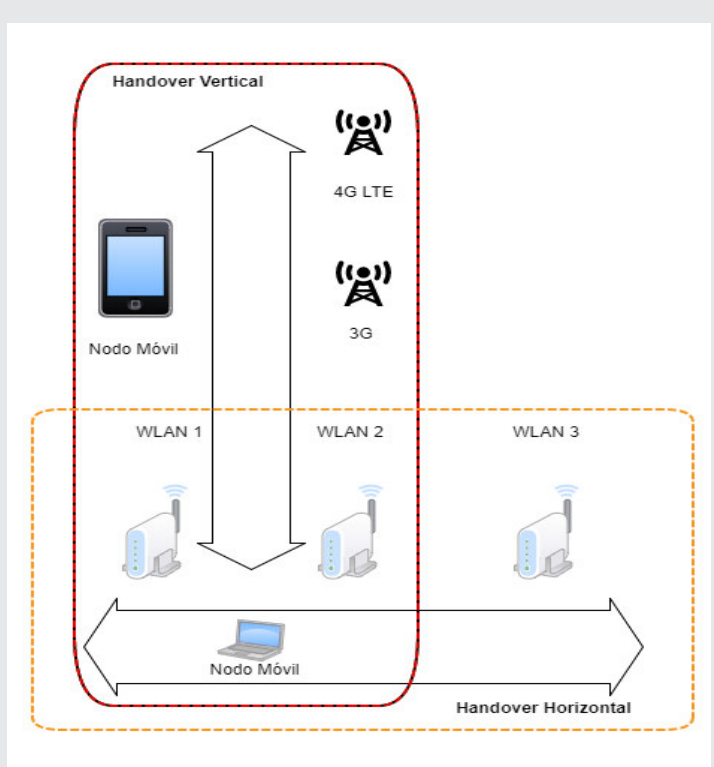 Handover Vertical
4G LTE
3G
Nodo Móvil
WLAN 1
WLAN 2
WLAN 3
Nodo Móvil
Handover Horizontal